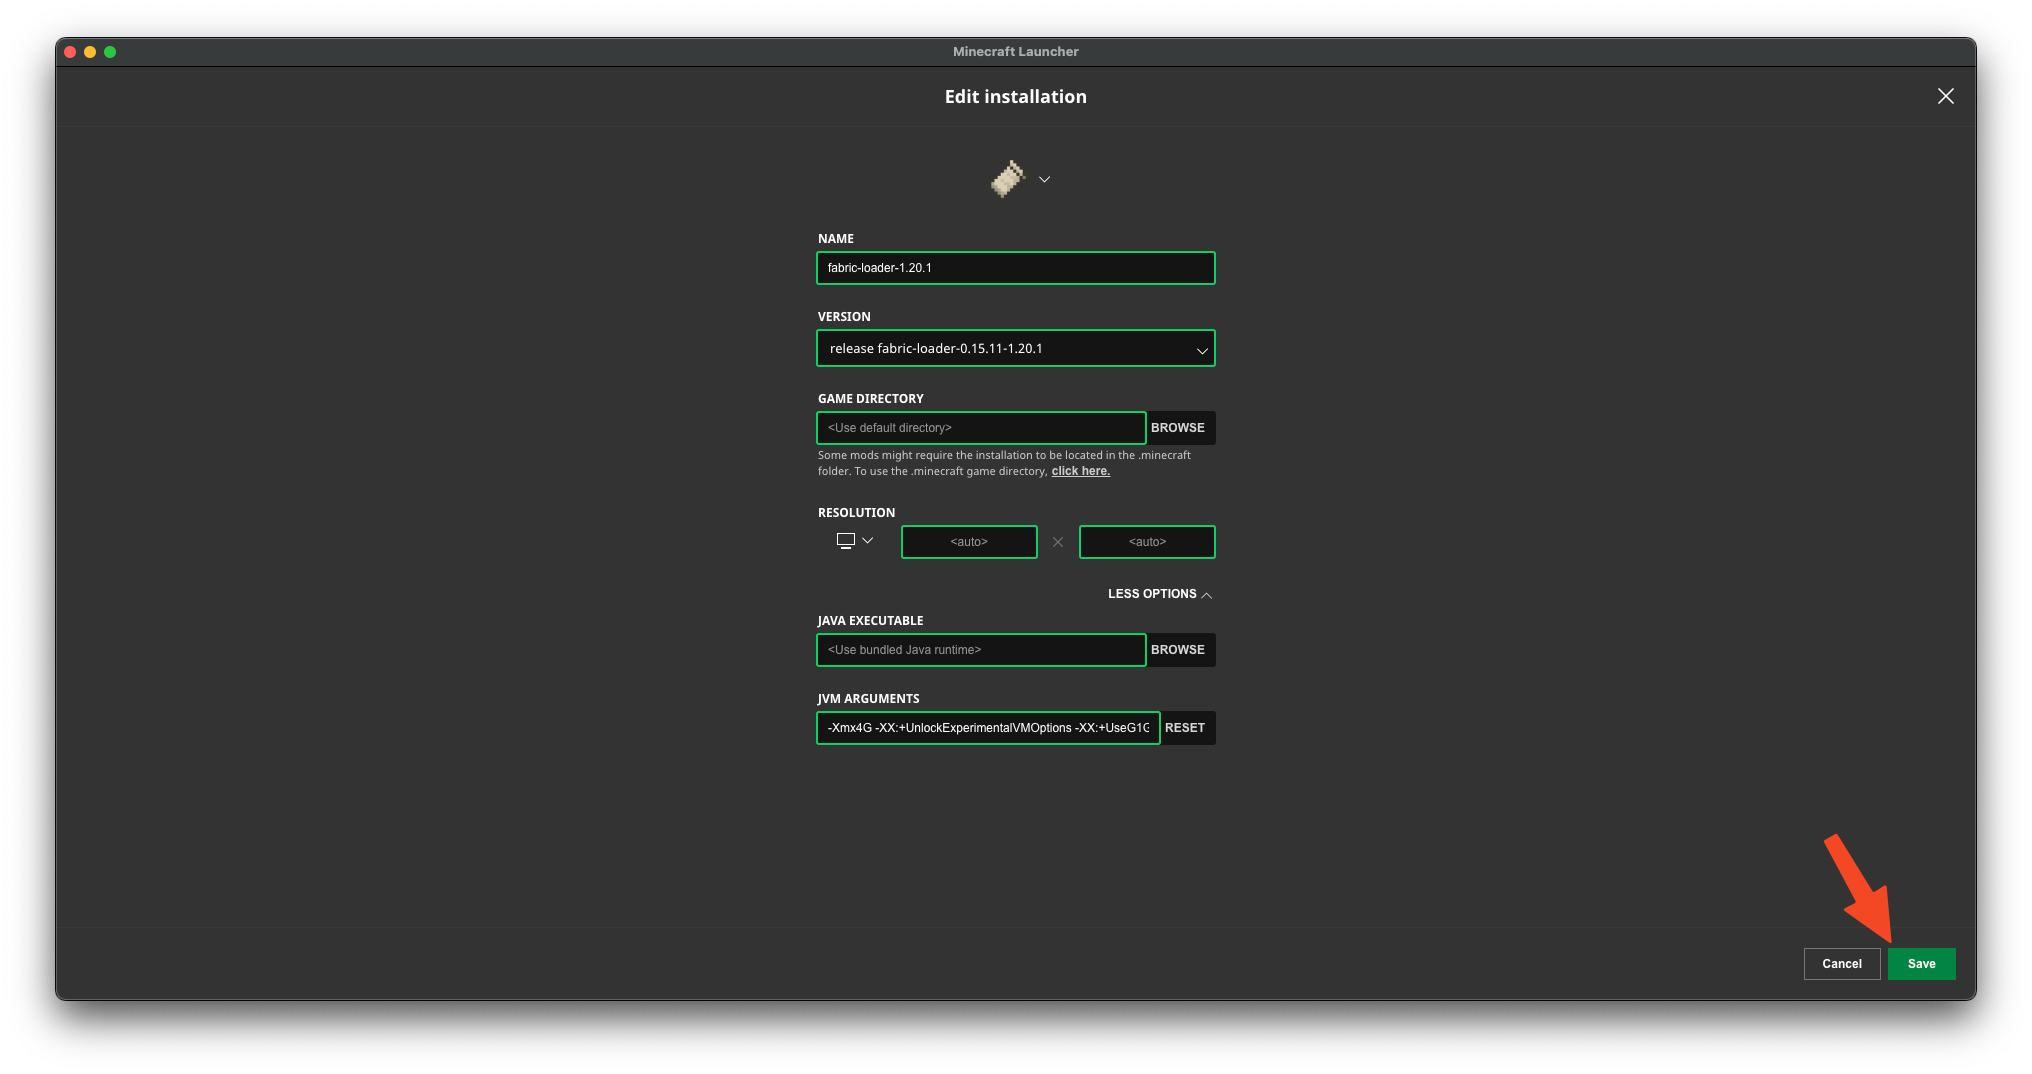 Minecraft Launcher
Edit installation
NAME
fabric-loader-1.20.1
VERSION
release fabric-loader-0.15.11-1.20.1
GAME DIRECTORY
<Use default directory>
BROWSE
Some mods might require the installation to be located in the .minecraft
folder. To use the .minecraft game directory, click here.
RESOLUTION
<auto>
<auto>
LESS OPTIONS
JAVA EXECUTABLE
<Use bundled Java runtime>
BROWSE
JVM ARGUMENTS
-Xmx4G -XX:+UnlockExperimentalVMOptions -XX:+UseG1G
RESET
Cancel
Save